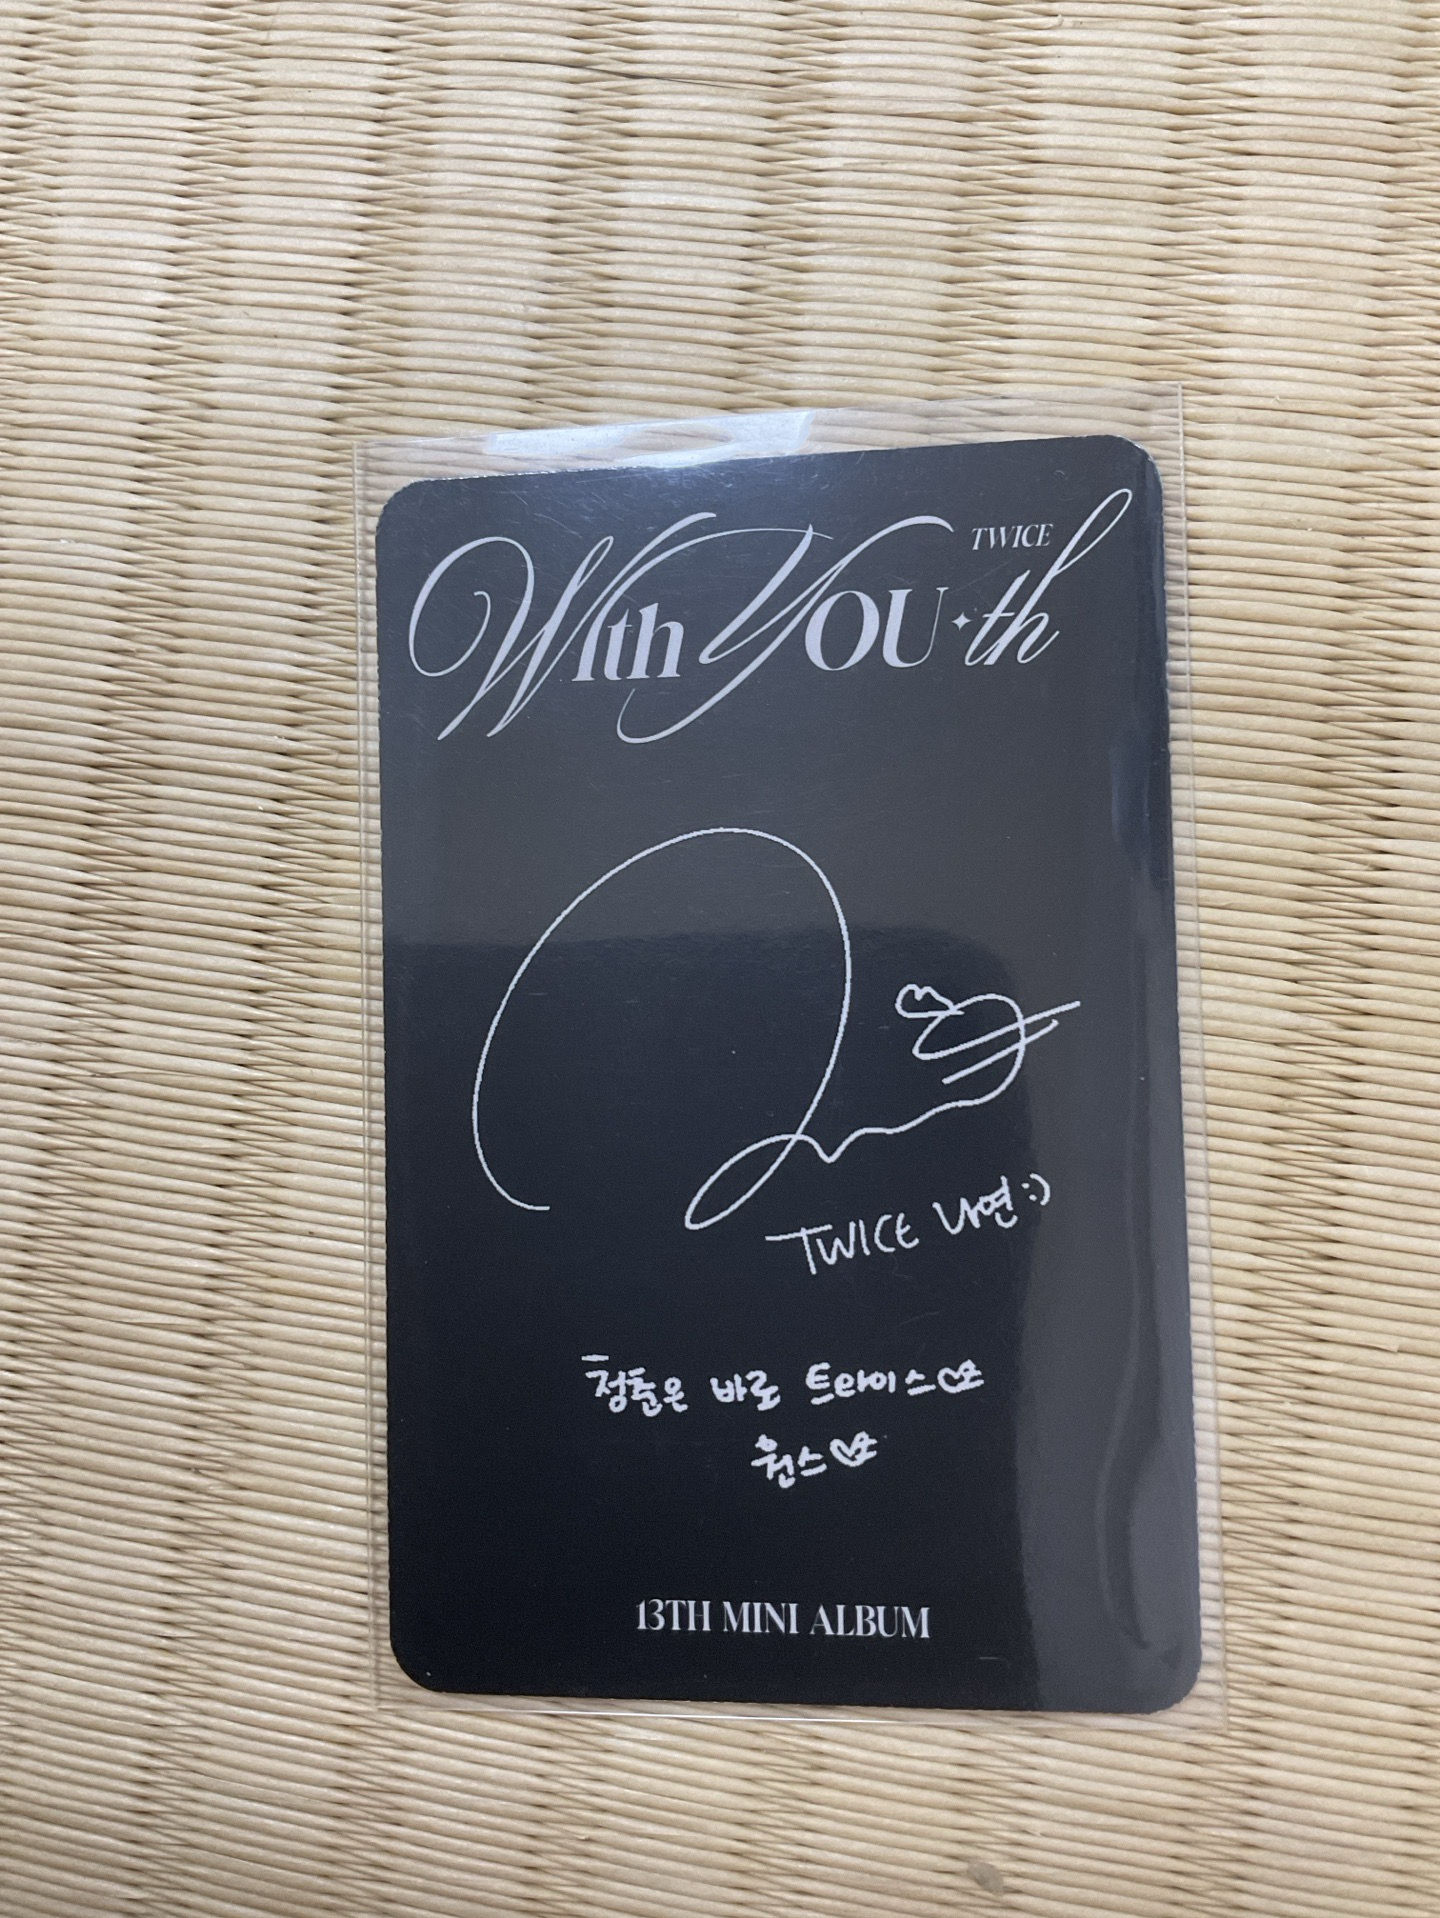 TWICE
With YOU-th
TWICE 나연:)
청춘은 바로 트와이스♡
원스♡
13TH MINI ALBUM